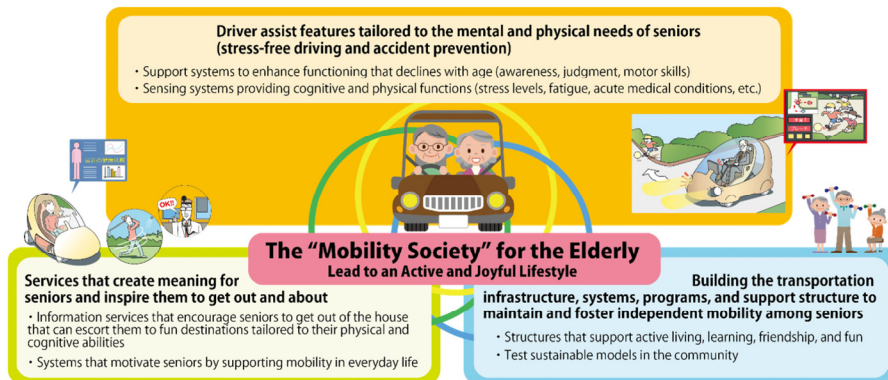 Driver assist features tailored to the mental and physical needs of seniors
(stress-free driving and accident prevention)
・Support systems to enhance functioning that declines with age (awareness, judgment, motor skills)
・Sensing systems providing cognitive and physical functions (stress levels, fatigue, acute medical conditions, etc.)
OK!!
The “Mobility Society” for the Elderly
Lead to an Active and Joyful Lifestyle
Services that create meaning for
seniors and inspire them to get out and about
・Information services that encourage seniors to get out of the house
that can escort them to fun destinations tailored to their physical and
cognitive abilities
・Systems that motivate seniors by supporting mobility in everyday life
Building the transportation
infrastructure, systems, programs, and support structure to
maintain and foster independent mobility among seniors
・Structures that support active living, learning, friendship, and fun
・Test sustainable models in the community